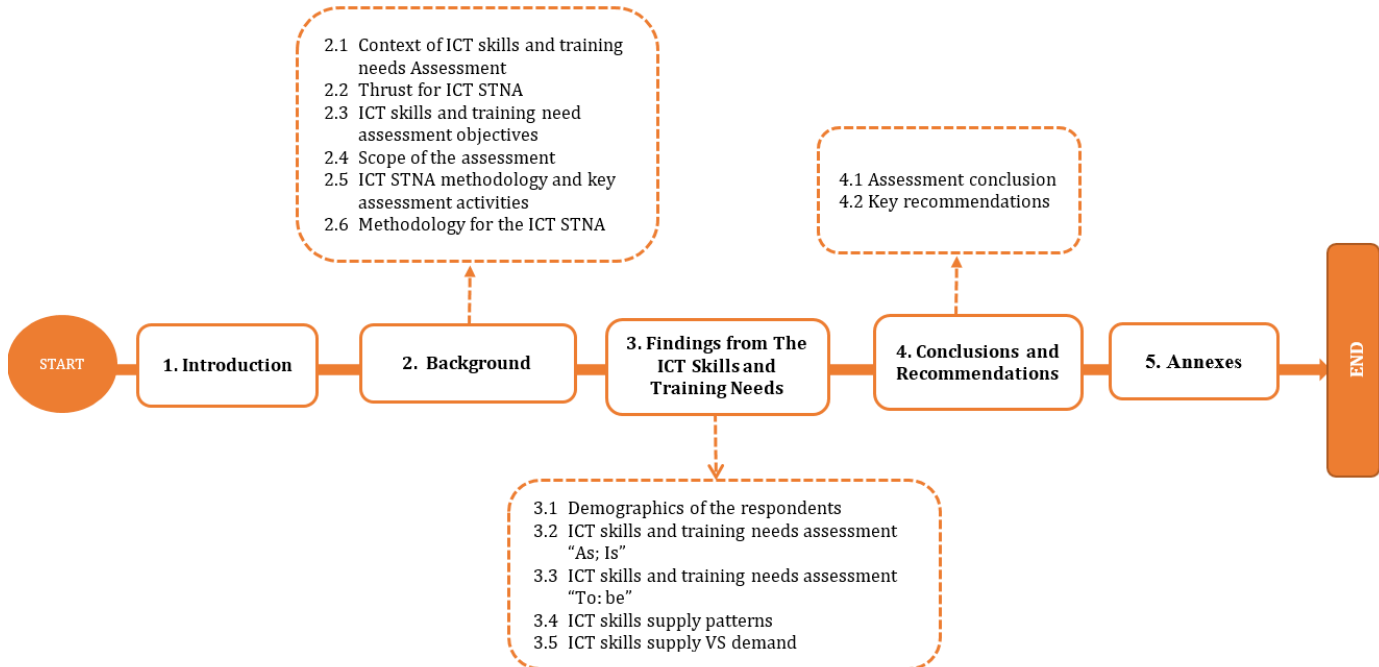 2.1 Context of ICT skills and training
needs Assessment
2.2 Thrust for ICT STNA
2.3 ICT skills and training need
assessment objectives
2.4 Scope of the assessment
2.5 ICT STNA methodology and key
assessment activities
2.6 Methodology for the ICT STNA
4.1 Assessment conclusion
4.2 Key recommendations
START
1. Introduction
2. Background
3. Findings from The
ICT Skills and
Training Needs
4. Conclusions and
Recommendations
5. Annexes
END
3.1 Demographics of the respondents
3.2 ICT skills and training needs assessment
“As; Is”
3.3 ICT skills and training needs assessment
“To: be”
3.4 ICT skills supply patterns
3.5 ICT skills supply VS demand